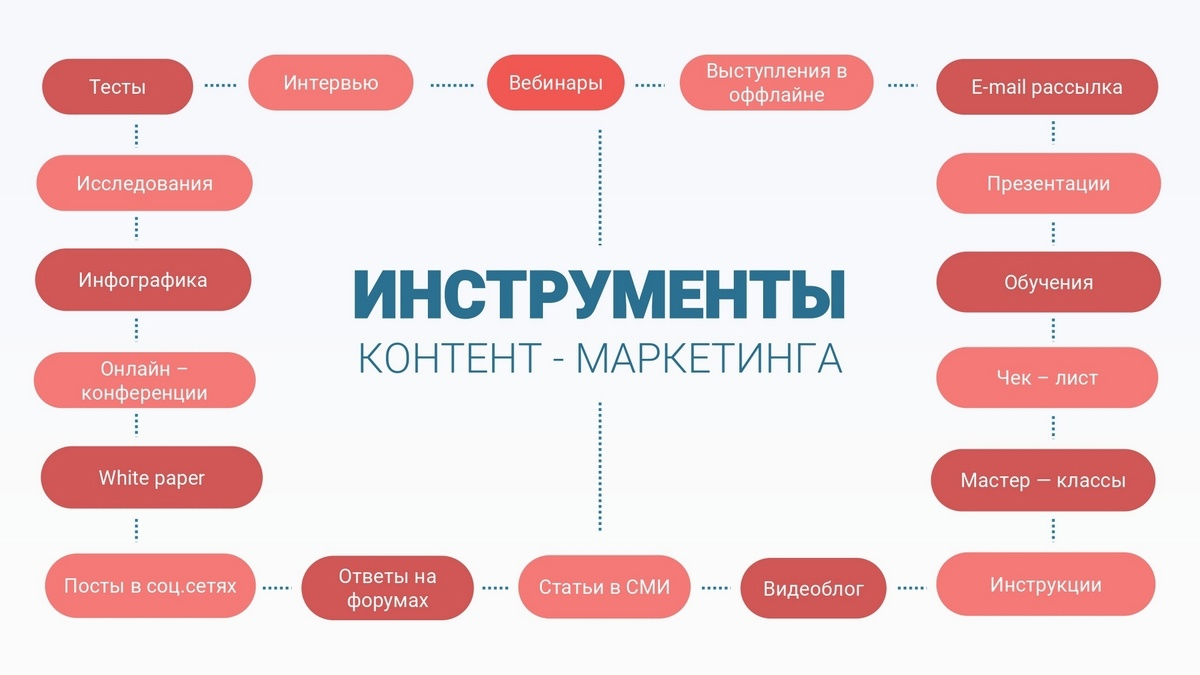 Тесты
Интервью
Вебинары
Выступления в
оффлайне
E-mail рассылка
Исследования
Презентации
Инфографика
ИНСТРУМЕНТЫ
КОНТЕНТ - МАРКЕТИНГА
Обучения
Онлайн –
конференции
Чек – лист
White paper
Мастер — классы
Посты в соц.сетях
Ответы на
форумах
Статьи в СМИ
Видеоблог
Инструкции